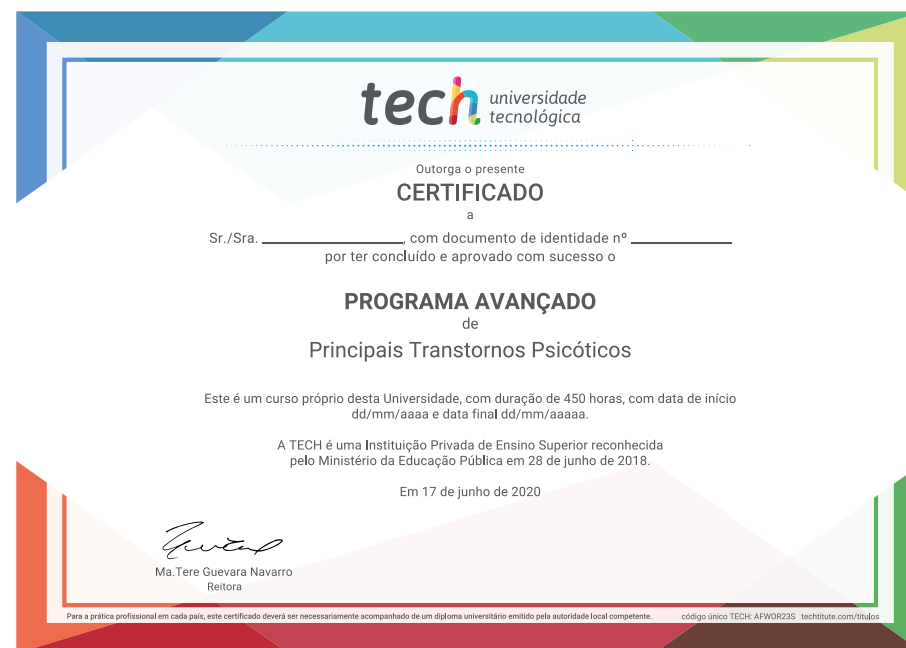 tech universidade
tecnológica
Outorga o presente
CERTIFICADO
a
Sr./Sra. ____________________, com documento de identidade nº ______________
por ter concluído e aprovado com sucesso o
PROGRAMA AVANÇADO
de
Principais Transtornos Psicóticos
Este é um curso próprio desta Universidade, com duração de 450 horas, com data de início
dd/mm/aaaa e data final dd/mm/aaaaa.
A TECH é uma Instituição Privada de Ensino Superior reconhecida
pelo Ministério da Educação Pública em 28 de junho de 2018.
Em 17 de junho de 2020
Ma.Tere Guevara Navarro
Reitora
Para a prática profissional em cada país, este certificado deverá ser necessariamente acompanhado de um diploma universitário emitido pela autoridade local competente. código único TECH: AFWOR23S techtitute.com/titulos